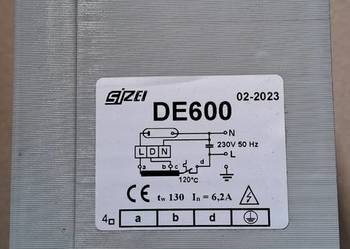 SIZEI
02-2023
DE600
N
L D N
230V 50 Hz
L
a b c d
120°C
CE tw 130 In = 6,2A
4 a b d